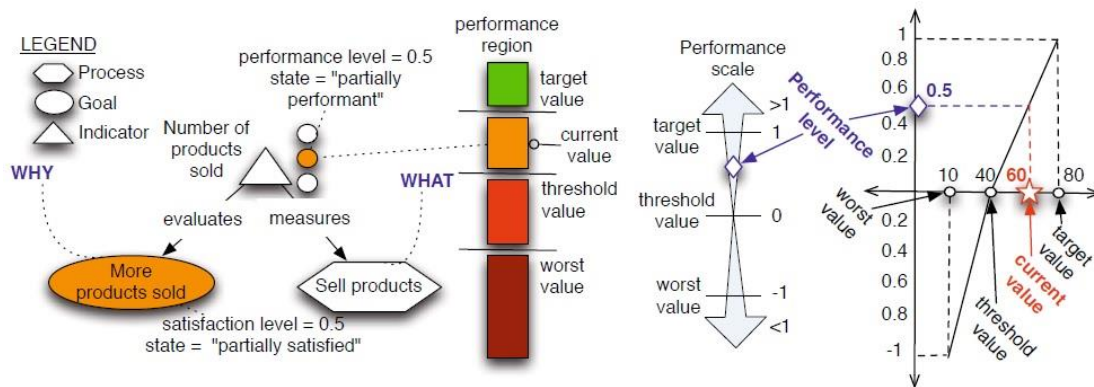 LEGEND
Process
Goal
Indicator
WHY
performance level = 0.5
state = "partially
performant"
Number of
products
sold
evaluates
measures
WHAT
More
products sold
Sell products
satisfaction level = 0.5
state = "partially satisfied"
performance
region
target
value
current
value
threshold
value
worst
value
Performance
scale
>1
target
value
1
threshold
value
0
worst
value
-1
<1
Performance
level
1
0.8
0.6
0.5
0.4
0.2
10
40
60
80
0.2
0.4
0.6
0.8
-1
worst
value
threshold
value
current
value
target
value